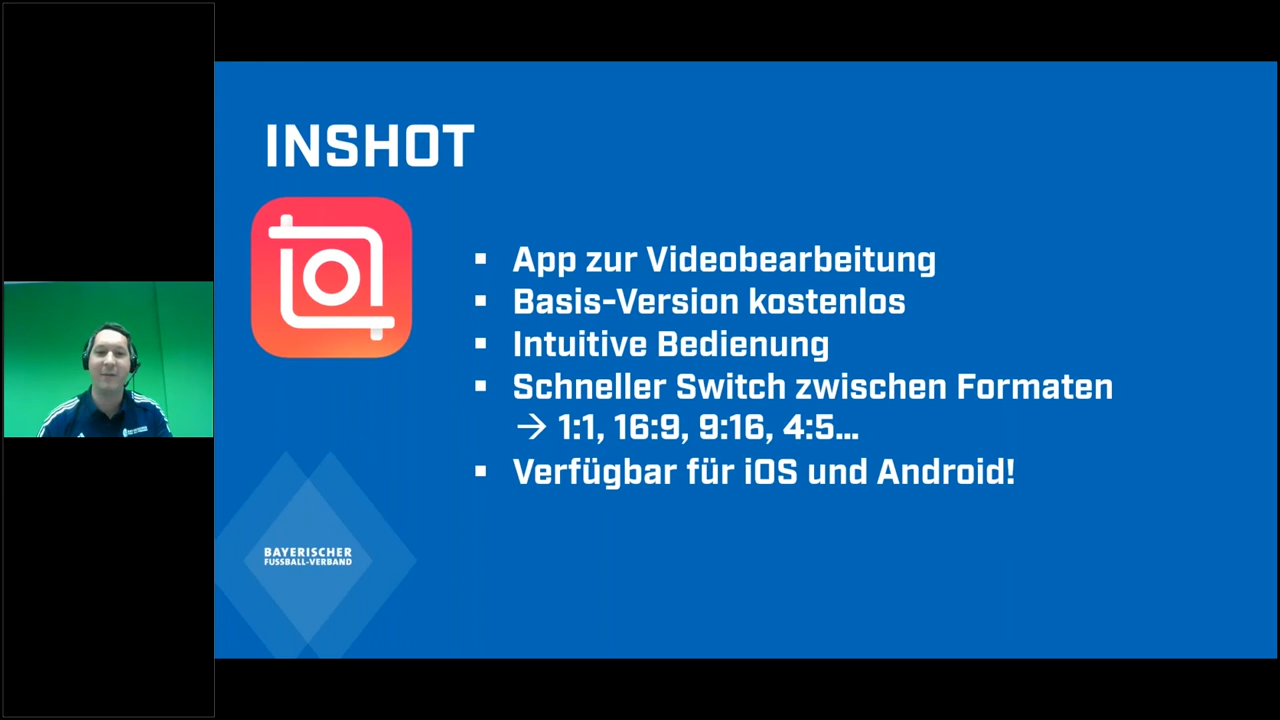 INSHOT
▪ App zur Videobearbeitung
▪ Basis-Version kostenlos
▪ Intuitive Bedienung
▪ Schneller Switch zwischen Formaten
→ 1:1, 16:9, 9:16, 4:5...
▪ Verfügbar für iOS und Android!
BAYERISCHER
FUSSBALL-VERBAND